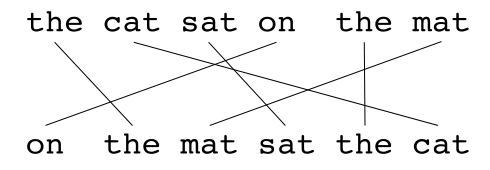 the cat sat on the mat
on the mat sat the cat